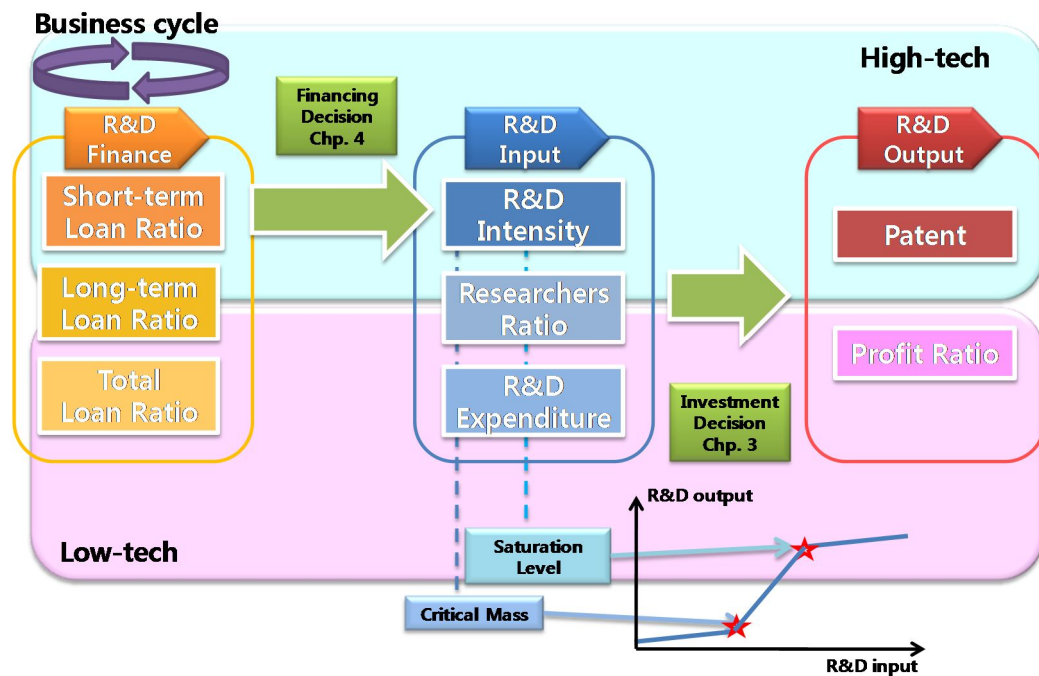 Business cycle
High-tech
R&D
Finance
Short-term
Loan Ratio
Long-term
Loan Ratio
Total
Loan Ratio
Financing
Decision
Chp. 4
R&D
Input
R&D
Intensity
Researchers
Ratio
R&D
Expenditure
Investment
Decision
Chp. 3
R&D
Output
Patent
Profit Ratio
Low-tech
Saturation
Level
Critical Mass
R&D output
R&D input